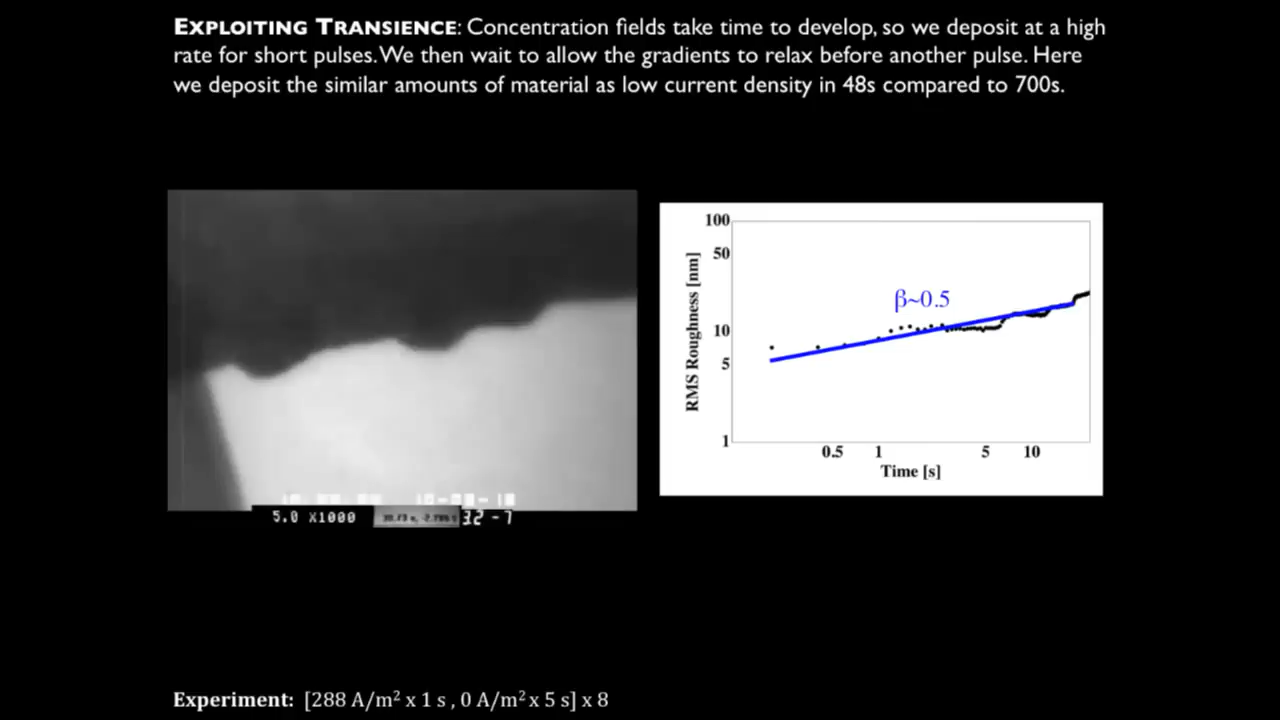 EXPLOITING TRANSIENCE: Concentration fields take time to develop, so we deposit at a high
rate for short pulses. We then wait to allow the gradients to relax before another pulse. Here
we deposit the similar amounts of material as low current density in 48s compared to 700s.
5.0 X1000
RMS Roughness [nm]
100
50
10
5
1
β~0.5
0.5 1 5 10
Time [s]
Experiment: [288 A/m² x 1 s , 0 A/m² x 5 s] x 8